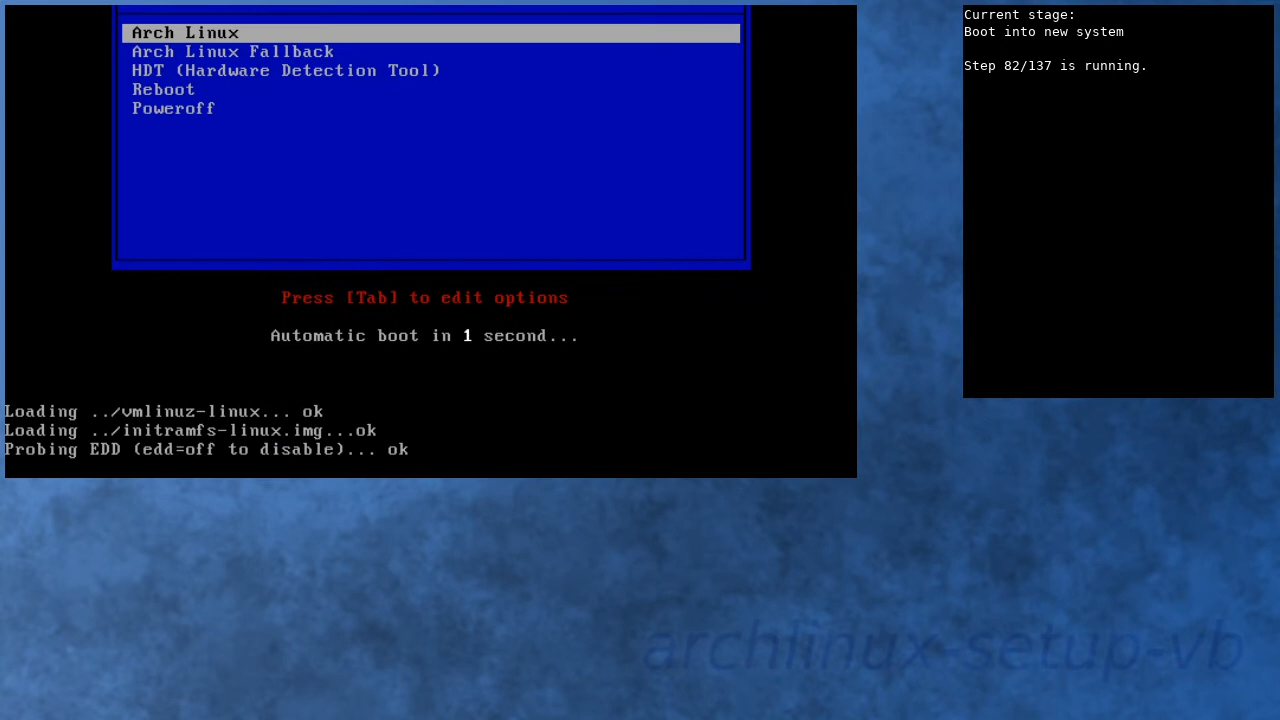 Arch Linux
Arch Linux Fallback
HDT (Hardware Detection Tool)
Reboot
Poweroff
Press [Tab] to edit options
Automatic boot in 1 second...
Loading ../vmlinuz-linux... ok
Loading ../initramfs-linux.img...ok
Probing EDD (edd=off to disable)... ok
Current stage:
Boot into new system
Step 82/137 is running.
archlinux-setup-vb